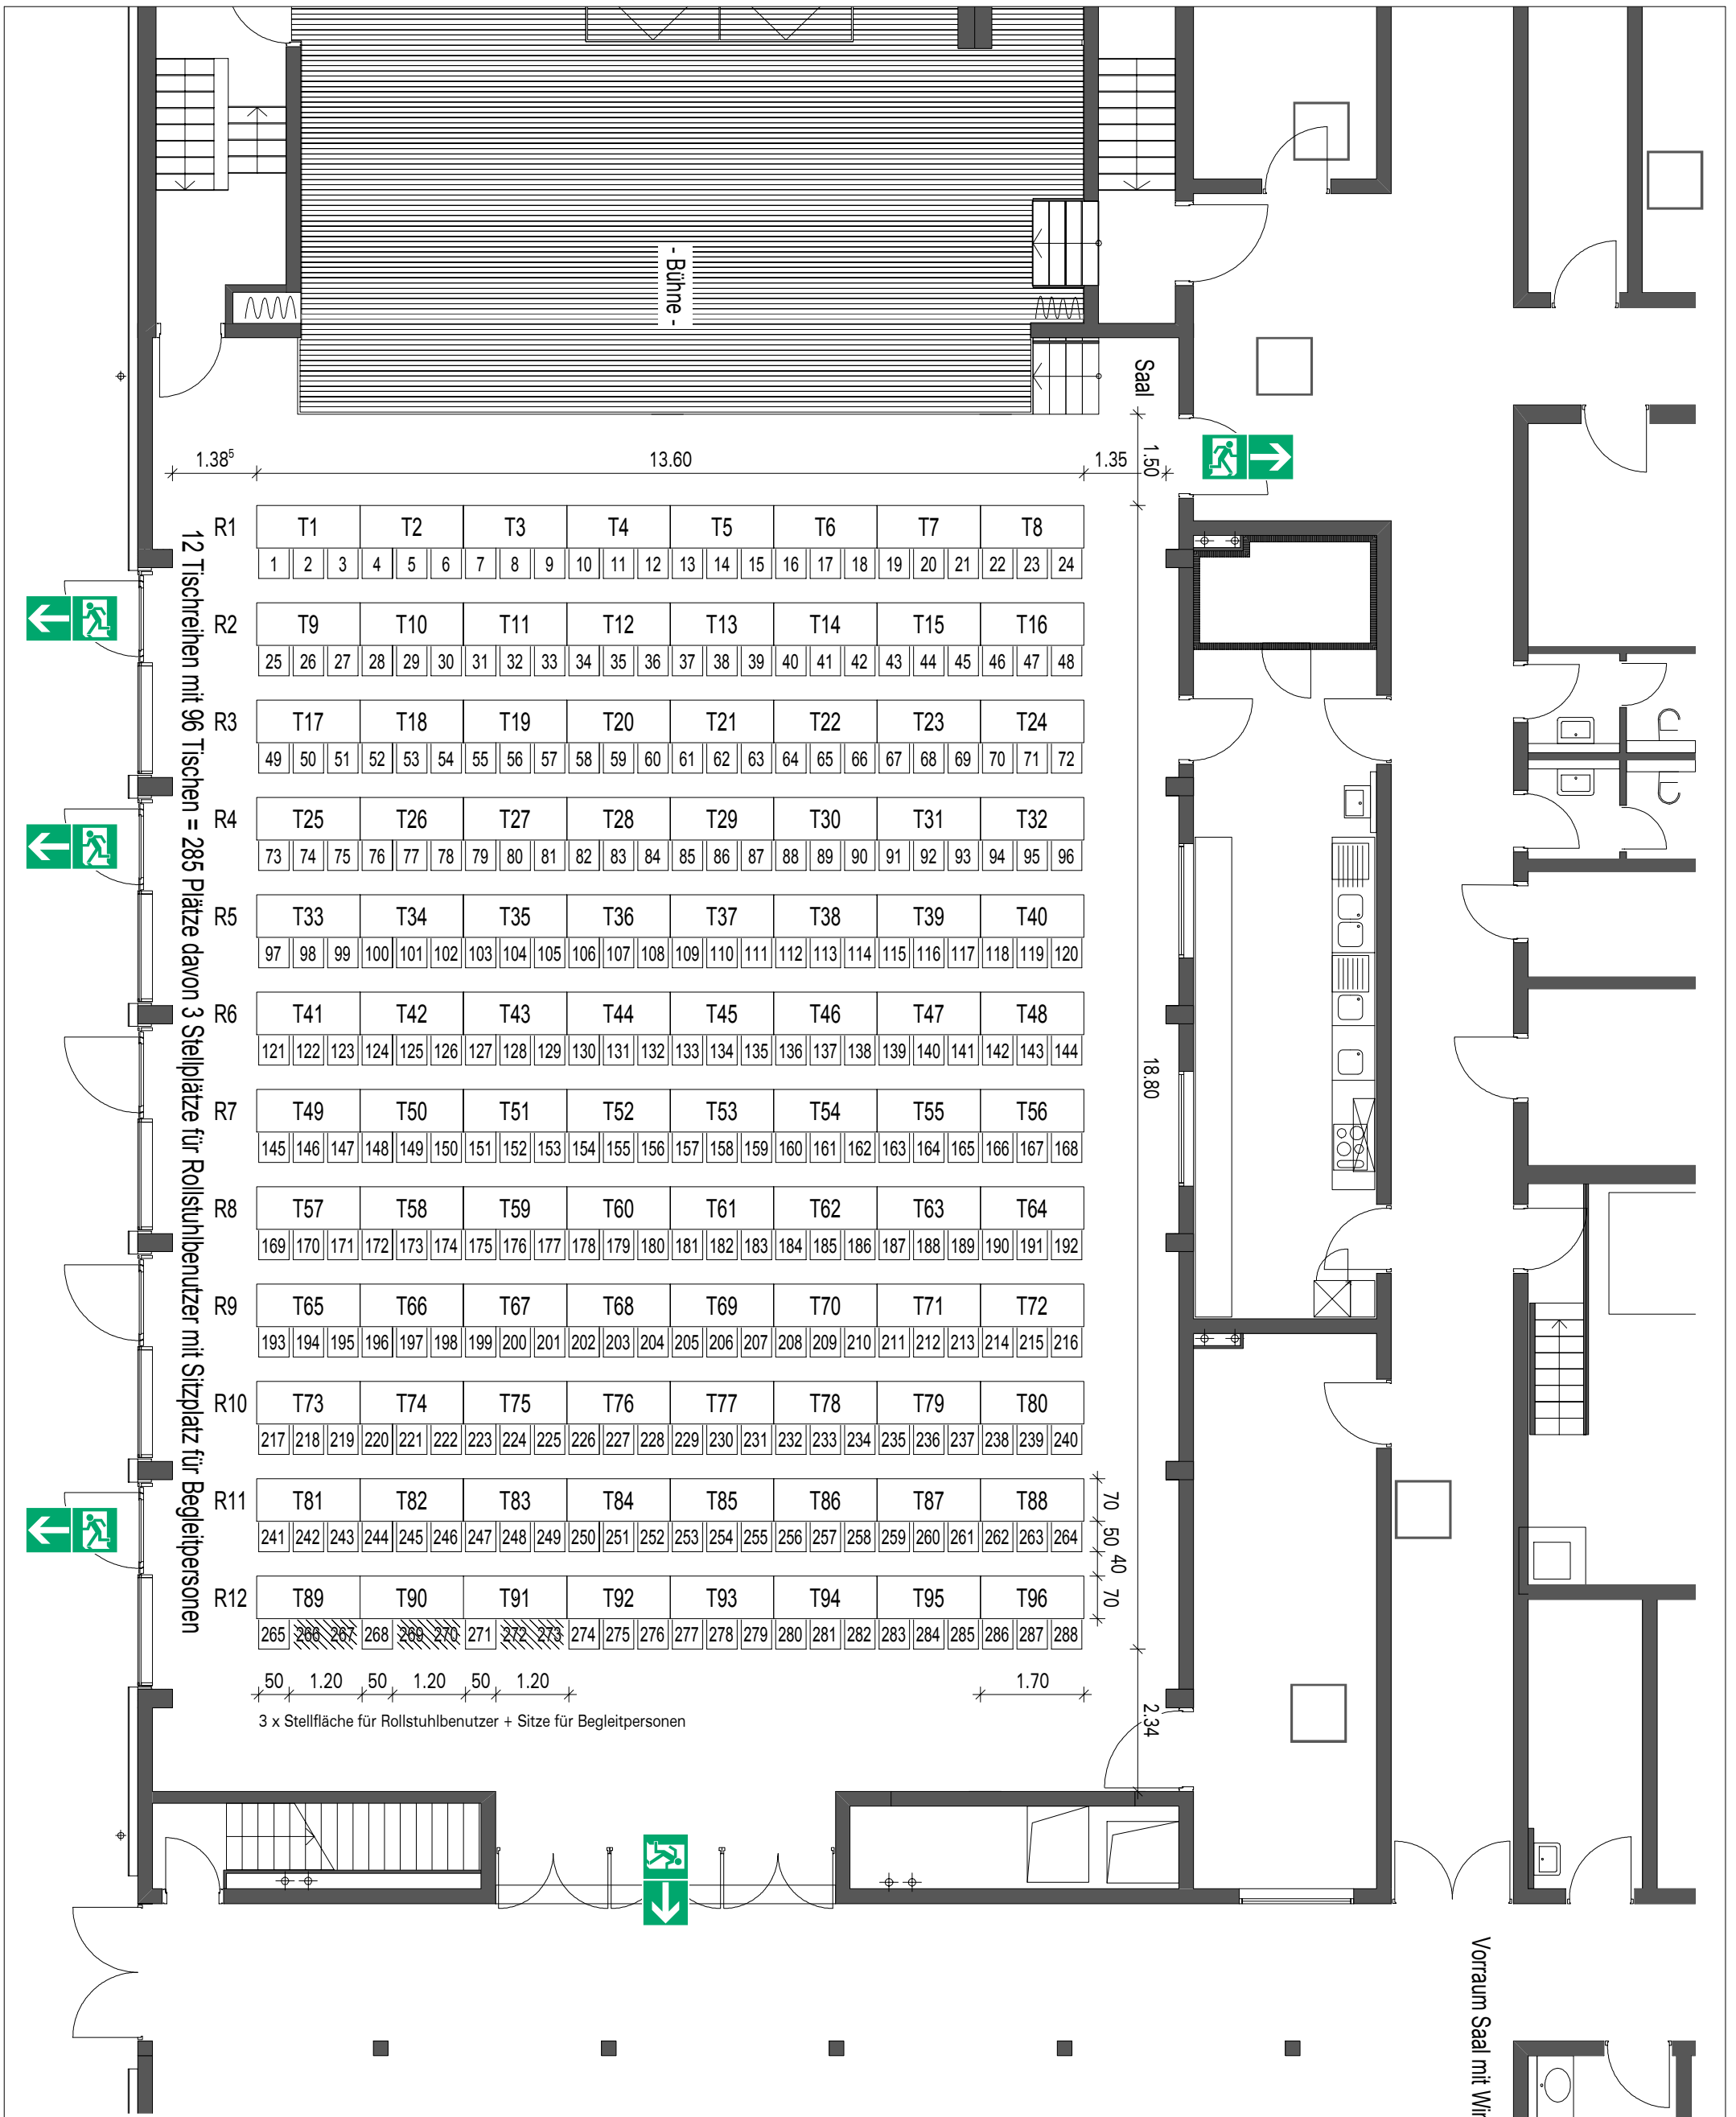 - Bühne -
Saal
1.38⁵ 13.60 1.35
1.50
R1 T1 T2 T3 T4 T5 T6 T7 T8
1 2 3 4 5 6 7 8 9 10 11 12 13 14 15 16 17 18 19 20 21 22 23 24
R2 T9 T10 T11 T12 T13 T14 T15 T16
25 26 27 28 29 30 31 32 33 34 35 36 37 38 39 40 41 42 43 44 45 46 47 48
R3 T17 T18 T19 T20 T21 T22 T23 T24
49 50 51 52 53 54 55 56 57 58 59 60 61 62 63 64 65 66 67 68 69 70 71 72
R4 T25 T26 T27 T28 T29 T30 T31 T32
73 74 75 76 77 78 79 80 81 82 83 84 85 86 87 88 89 90 91 92 93 94 95 96
R5 T33 T34 T35 T36 T37 T38 T39 T40
97 98 99 100 101 102 103 104 105 106 107 108 109 110 111 112 113 114 115 116 117 118 119 120
R6 T41 T42 T43 T44 T45 T46 T47 T48
121 122 123 124 125 126 127 128 129 130 131 132 133 134 135 136 137 138 139 140 141 142 143 144
R7 T49 T50 T51 T52 T53 T54 T55 T56
145 146 147 148 149 150 151 152 153 154 155 156 157 158 159 160 161 162 163 164 165 166 167 168
R8 T57 T58 T59 T60 T61 T62 T63 T64
169 170 171 172 173 174 175 176 177 178 179 180 181 182 183 184 185 186 187 188 189 190 191 192
R9 T65 T66 T67 T68 T69 T70 T71 T72
193 194 195 196 197 198 199 200 201 202 203 204 205 206 207 208 209 210 211 212 213 214 215 216
R10 T73 T74 T75 T76 T77 T78 T79 T80
217 218 219 220 221 222 223 224 225 226 227 228 229 230 231 232 233 234 235 236 237 238 239 240
R11 T81 T82 T83 T84 T85 T86 T87 T88
241 242 243 244 245 246 247 248 249 250 251 252 253 254 255 256 257 258 259 260 261 262 263 264
R12 T89 T90 T91 T92 T93 T94 T95 T96
265 266 267 268 269 270 271 272 273 274 275 276 277 278 279 280 281 282 283 284 285 286 287 288
12 Tischreihen mit 96 Tischen = 285 Plätze davon 3 Stellplätze für Rollstuhlbenutzer mit Sitzplatz für Begleitpersonen
18.80
70 50 40 70
50 1.20 50 1.20 50 1.20 1.70
3 x Stellfläche für Rollstuhlbenutzer + Sitze für Begleitpersonen
2.34
Vorraum Saal mit